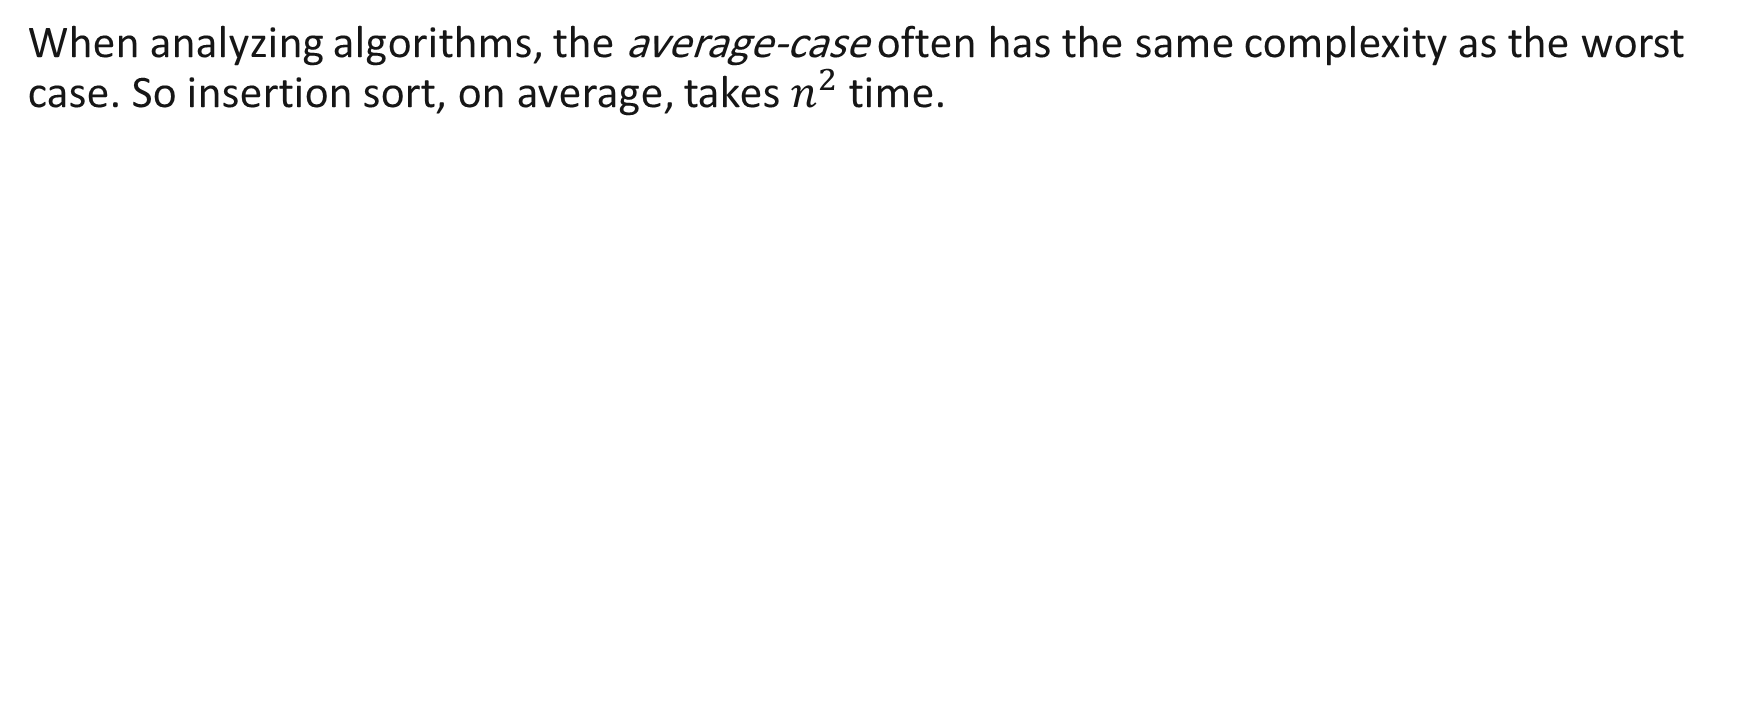 When analyzing algorithms, the average-case often has the same complexity as the worst
case. So insertion sort, on average, takes n² time.